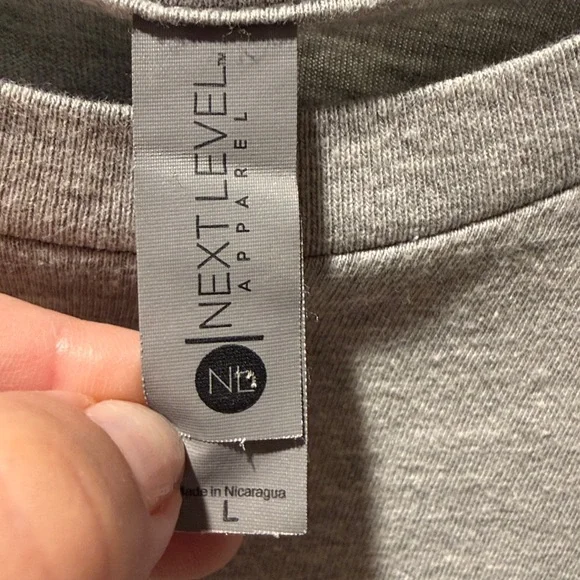 NEXT LEVEL™
APPAREL
NL
Made in Nicaragua
L